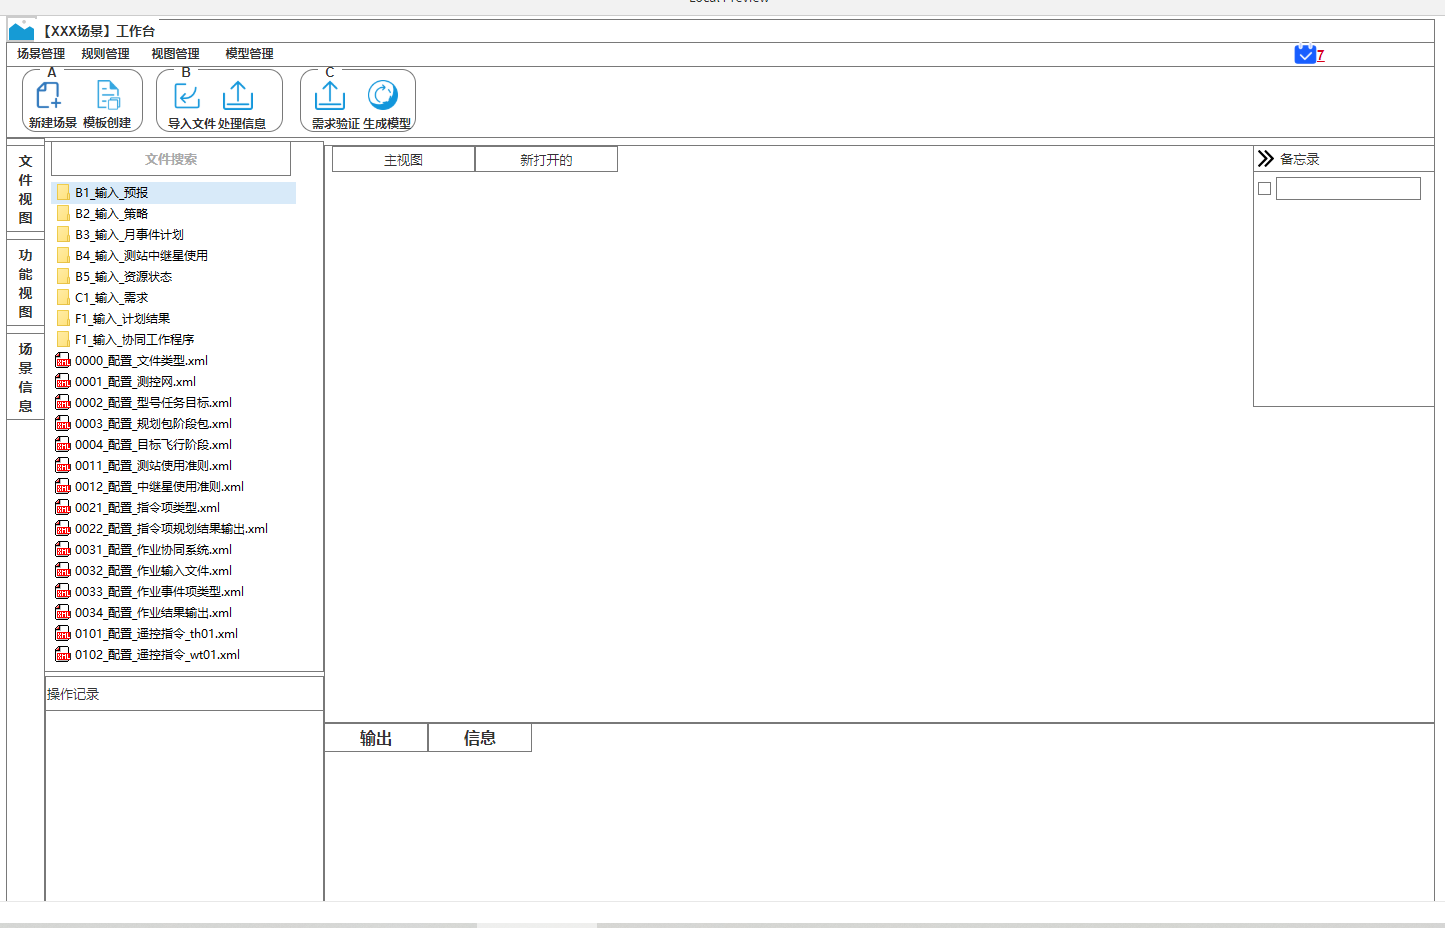 【XXX场景】工作台
场景管理 规则管理 视图管理 模型管理
7
A B C
新建场景 模板创建 导入文件 处理信息 需求验证 生成模型
文件视图
功能视图
场景信息
文件搜索
B1_输入_预报
B2_输入_策略
B3_输入_月事件计划
B4_输入_测站中继星使用
B5_输入_资源状态
C1_输入_需求
F1_输入_计划结果
F1_输入_协同工作程序
0000_配置_文件类型.xml
0001_配置_测控网.xml
0002_配置_型号任务目标.xml
0003_配置_规划包阶段包.xml
0004_配置_目标飞行阶段.xml
0011_配置_测站使用准则.xml
0012_配置_中继星使用准则.xml
0021_配置_指令项类型.xml
0022_配置_指令项规划结果输出.xml
0031_配置_作业协同系统.xml
0032_配置_作业输入文件.xml
0033_配置_作业事件项类型.xml
0034_配置_作业结果输出.xml
0101_配置_遥控指令_th01.xml
0102_配置_遥控指令_wt01.xml
操作记录
主视图 新打开的
备忘录
输出 信息